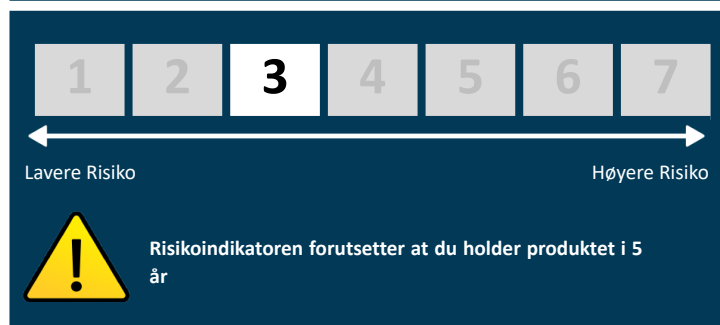 1 2 3 4 5 6 7
Lavere Risiko Høyere Risiko
Risikoindikatoren forutsetter at du holder produktet i 5
år